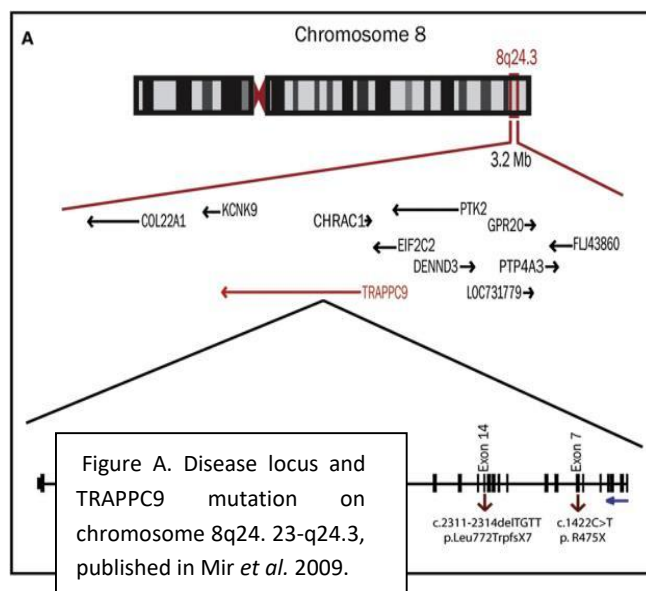 A
Chromosome 8
8q24.3
3.2 Mb
COL22A1
KCNK9
CHRAC1
PTK2
GPR20
EIF2C2
FLJ43860
DENND3
PTP4A3
TRAPPC9
LOC731779
Exon 14
Exon 7
c.2311-2314delTGTT
p.Leu772TrpfsX7
c.1422C>T
p. R475X
Figure A. Disease locus and
TRAPPC9 mutation on
chromosome 8q24. 23-q24.3,
published in Mir et al. 2009.